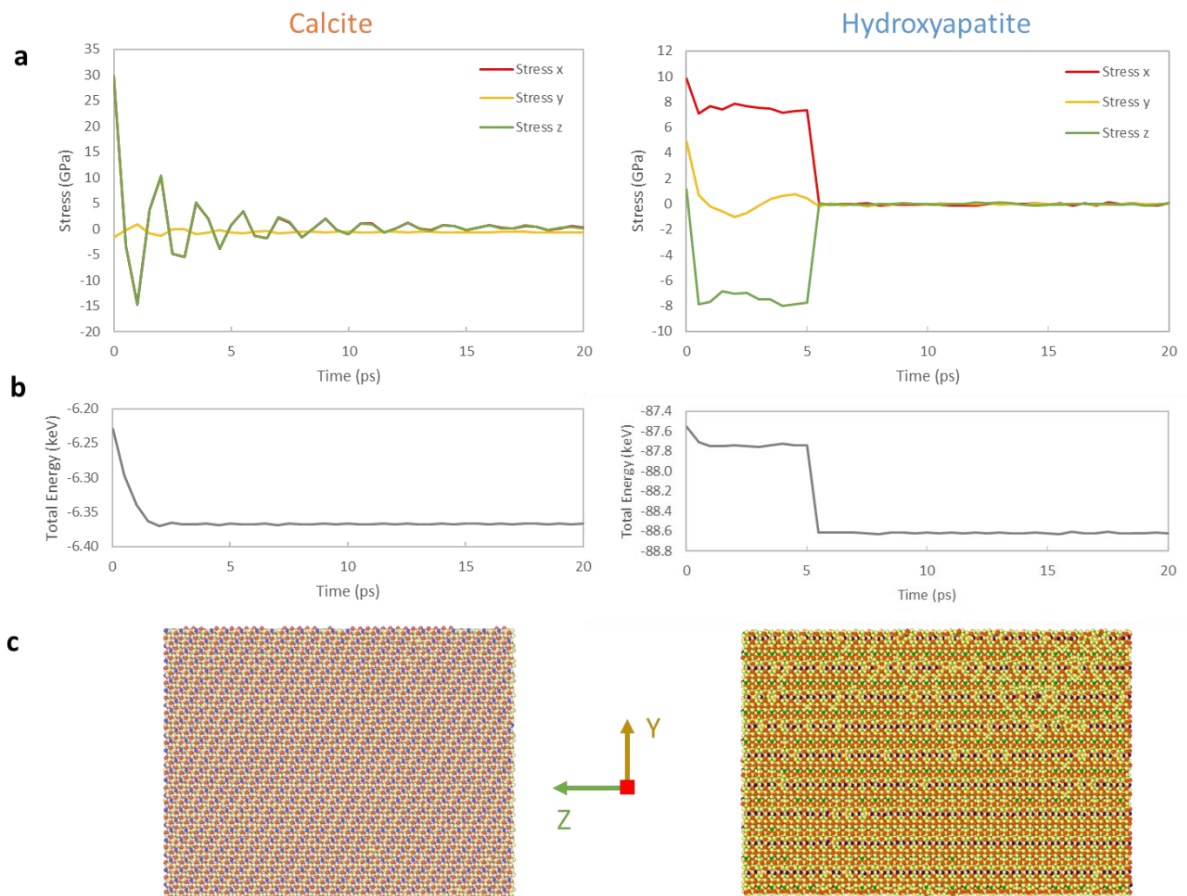 Calcite
Hydroxyapatite
a
35
30
25
20
15
10
5
0
-5
-10
-15
-20
Stress (GPa)
Stress x
Stress y
Stress z
0
5
10
15
20
Time (ps)
12
10
8
6
4
2
0
-2
-4
-6
-8
-10
Stress (GPa)
Stress x
Stress y
Stress z
0
5
10
15
20
Time (ps)
b
-6.20
-6.25
-6.30
-6.35
-6.40
Total Energy (keV)
0
5
10
15
20
Time (ps)
-87.4
-87.6
-87.8
-88.0
-88.2
-88.4
-88.6
-88.8
Total Energy (keV)
0
5
10
15
20
Time (ps)
c
Y
Z